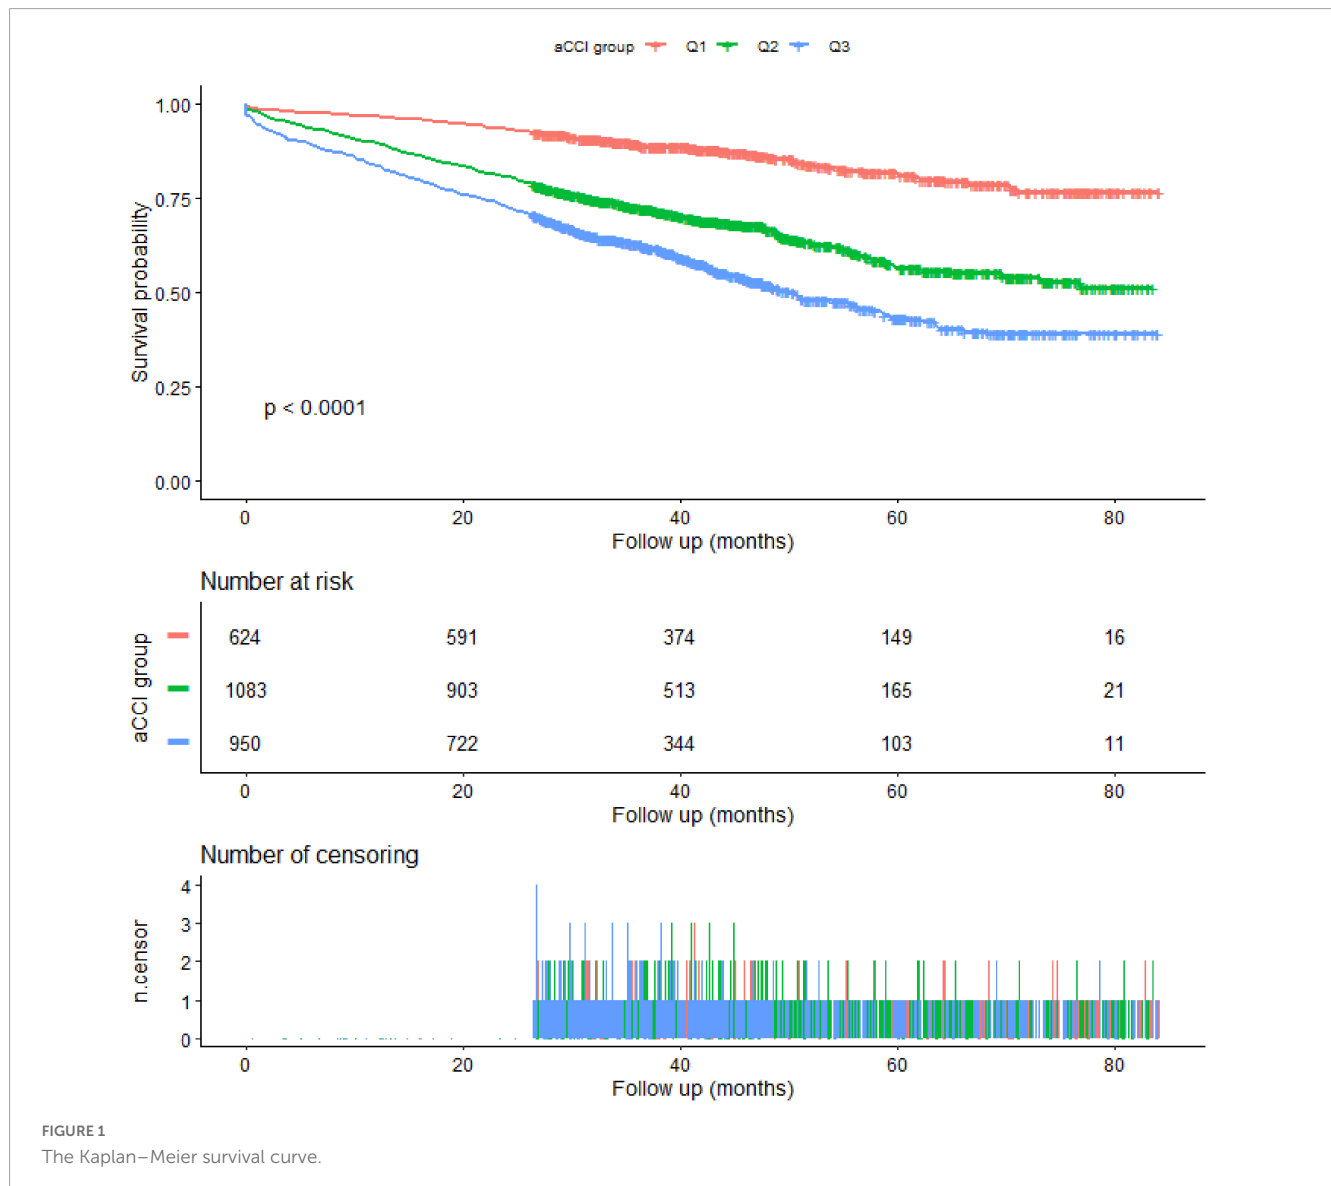 aCCI group Q1 Q2 Q3
1.00
0.75
0.50
0.25
0.00
Survival probability
p < 0.0001
0 20 40 60 80
Follow up (months)
Number at risk
aCCI group
624 591 374 149 16
1083 903 513 165 21
950 722 344 103 11
0 20 40 60 80
Follow up (months)
Number of censoring
n.censor
4
3
2
1
0
0 20 40 60 80
Follow up (months)
FIGURE 1
The Kaplan–Meier survival curve.